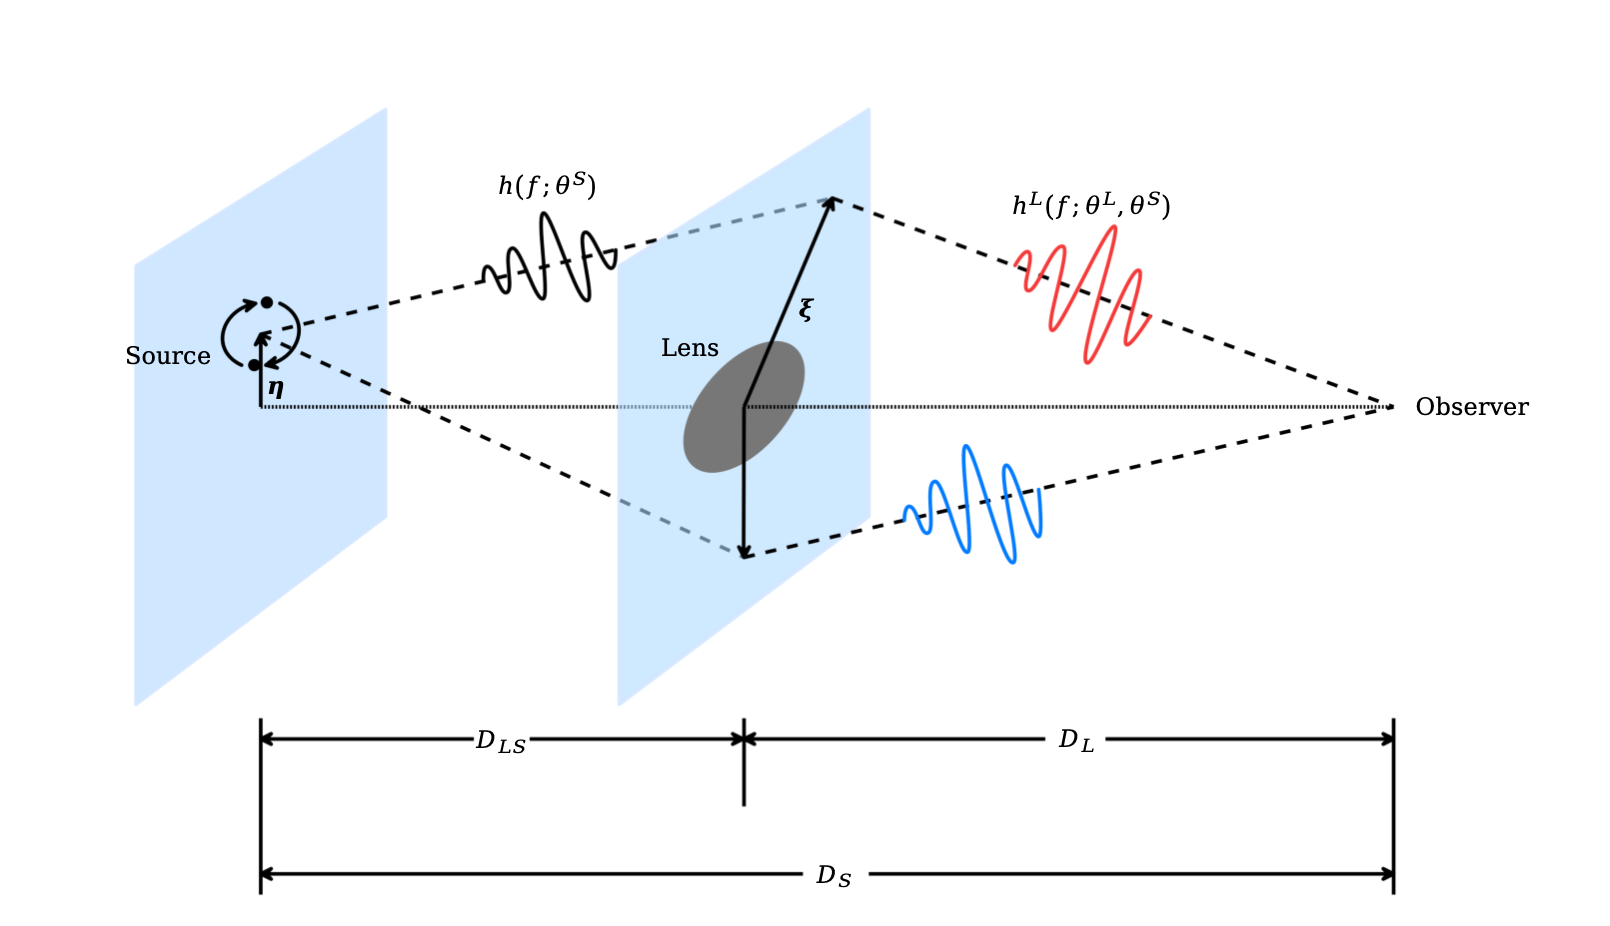 h(f; θ^S)
h^L(f; θ^L, θ^S)
ξ
Lens
Source
η
Observer
D_LS
D_L
D_S